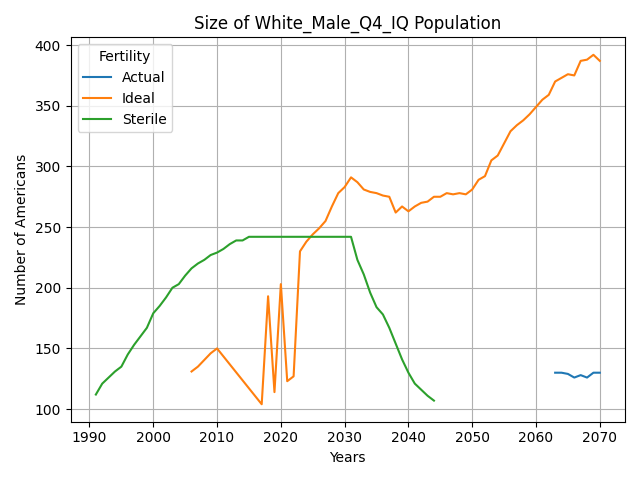 Size of White_Male_Q4_IQ Population
Number of Americans
400
350
300
250
200
150
100
Fertility
Actual
Ideal
Sterile
1990 2000 2010 2020 2030 2040 2050 2060 2070
Years